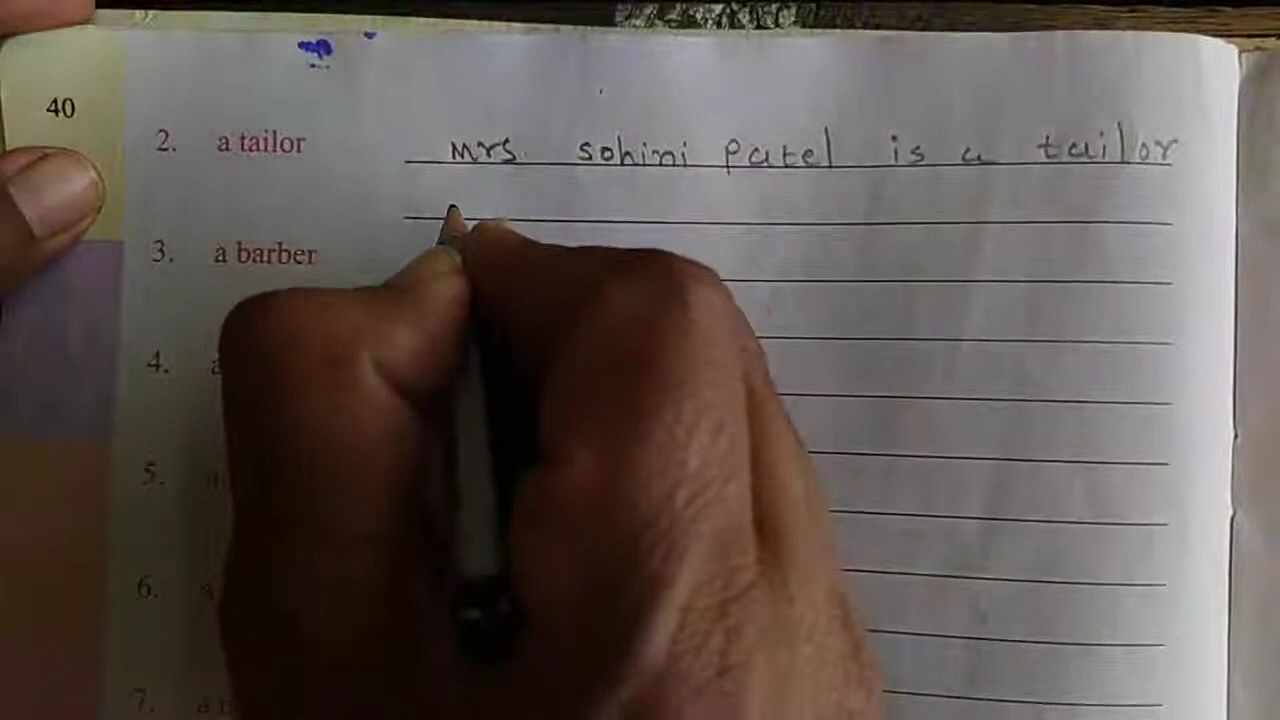 40
2. a tailor mrs. sohini patel is a tailor
3. a barber
4.
5.
6.
7.